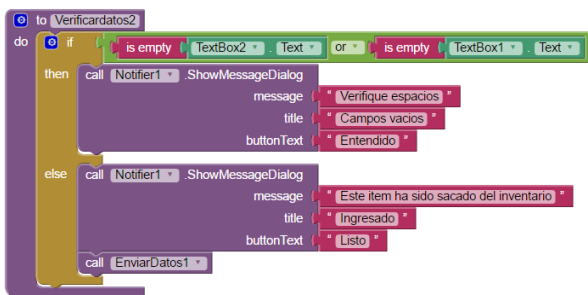 to Verificardatos2
do if is empty TextBox2 . Text or is empty TextBox1 . Text
then call Notifier1 .ShowMessageDialog
message " Verifique espacios "
title " Campos vacios "
buttonText " Entendido "
else call Notifier1 .ShowMessageDialog
message " Este item ha sido sacado del inventario "
title " Ingresado "
buttonText " Listo "
call EnviarDatos1